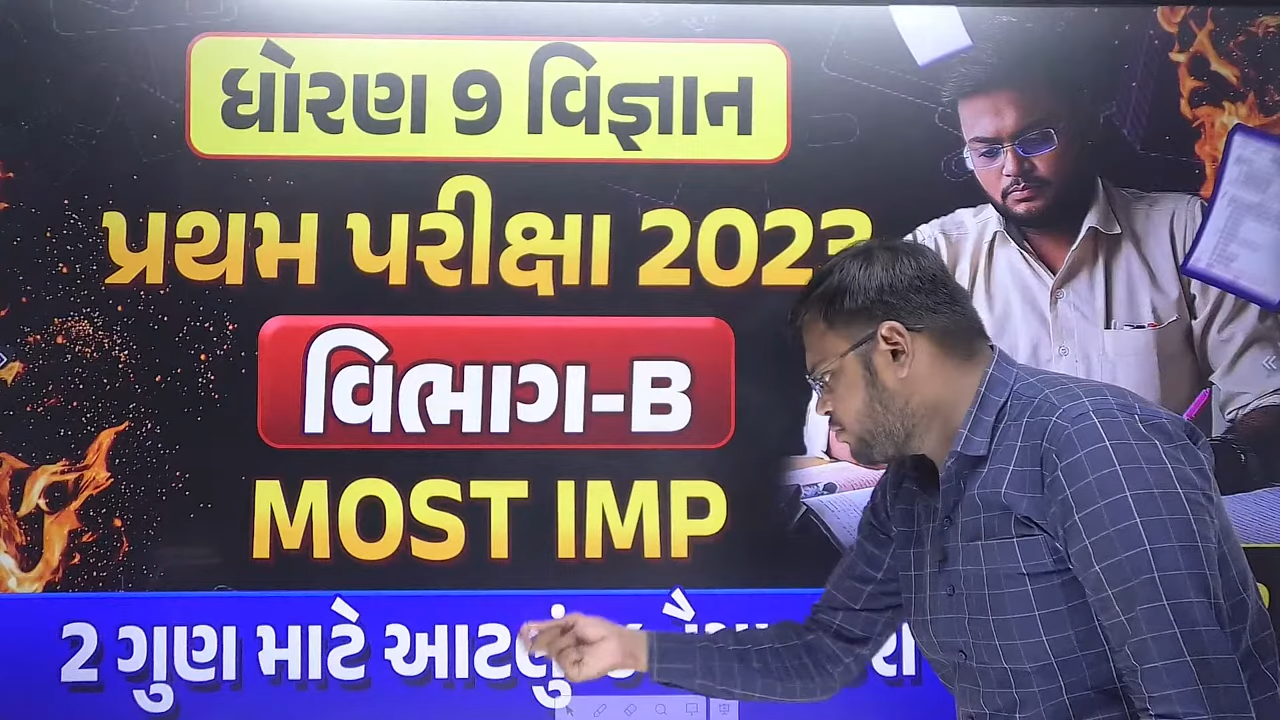 ધોરણ 9 વિજ્ઞાન
પ્રથમ પરીક્ષા 2023
વિભાગ-B
MOST IMP
2 ગુણ માટે આટલું